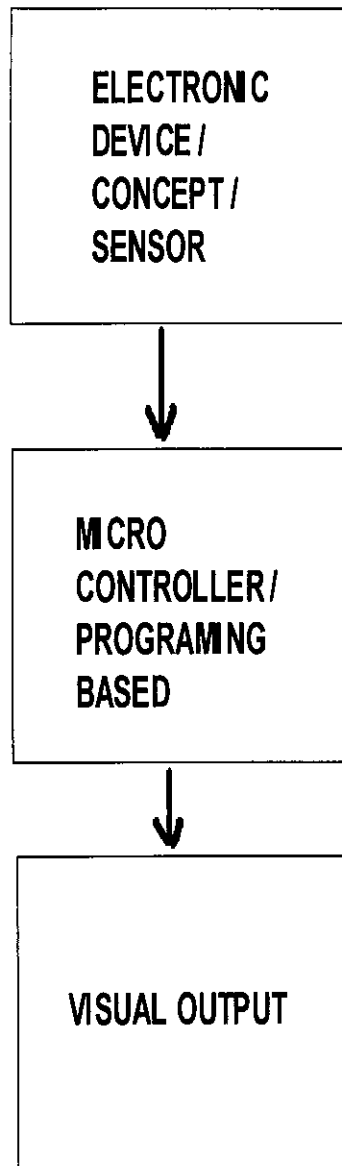 ELECTRONIC
DEVICE /
CONCEPT /
SENSOR
MICRO
CONTROLLER /
PROGRAMING
BASED
VISUAL OUTPUT